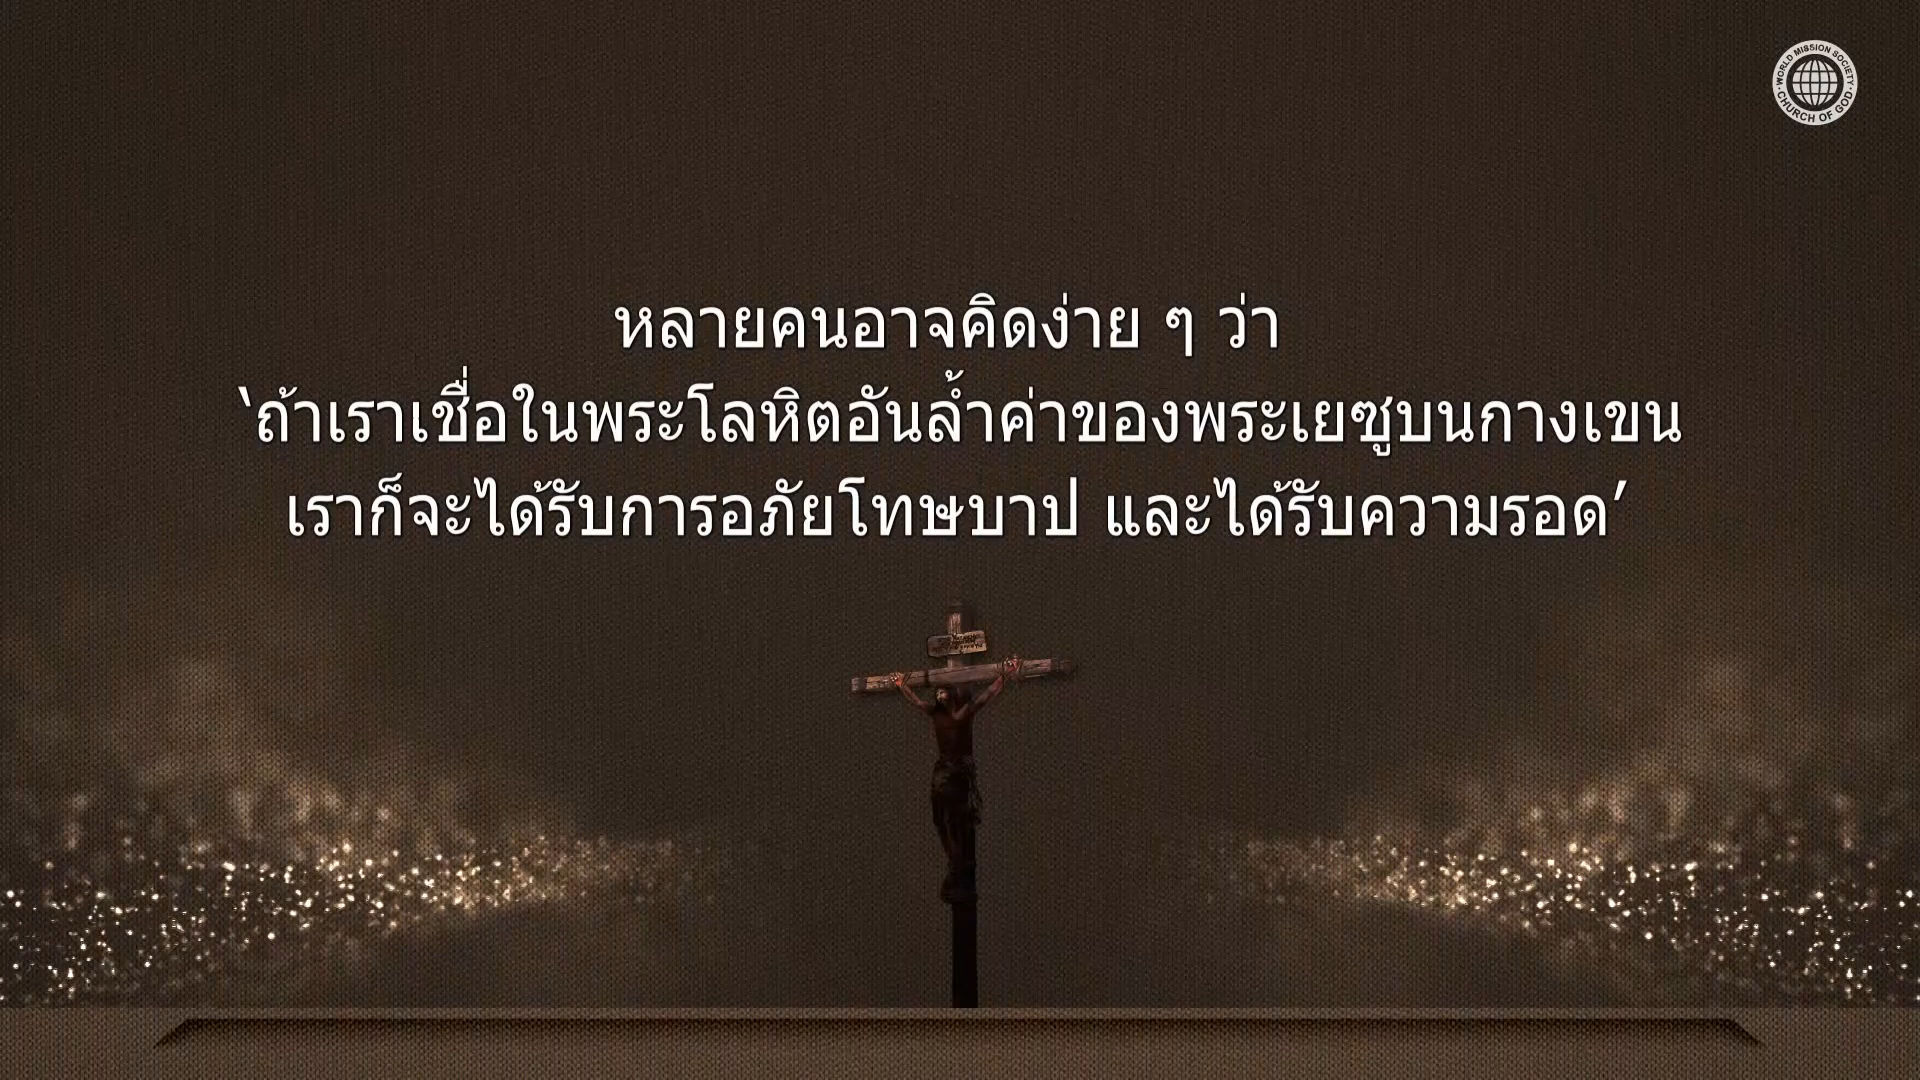 WORLD MISSION SOCIETY
CHURCH OF GOD
หลายคนอาจคิดง่าย ๆ ว่า
‘ถ้าเราเชื่อในพระโลหิตอันล้ำค่าของพระเยซูบนกางเขน
เราก็จะได้รับการอภัยโทษบาป และได้รับความรอด’